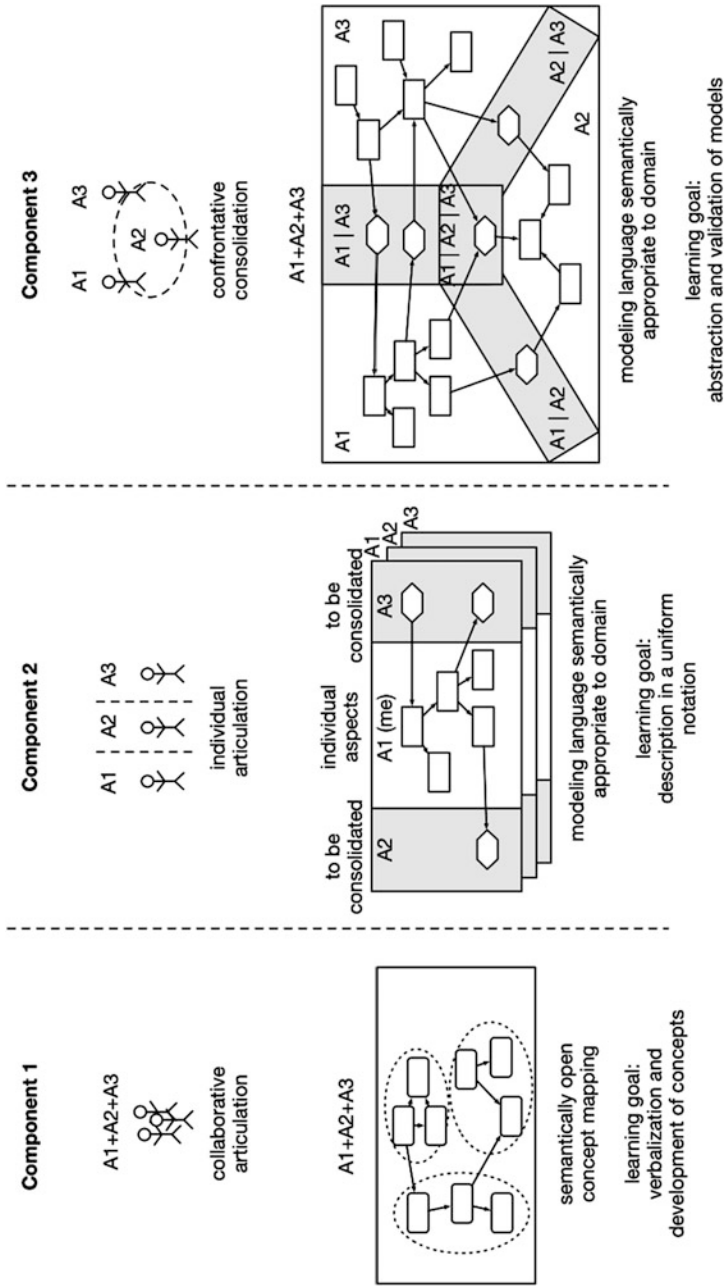 Component 1
A1+A2+A3
collaborative
articulation
A1+A2+A3
semantically open
concept mapping
learning goal:
verbalization and
development of concepts
Component 2
A1
A2
A3
individual
articulation
to be
consolidated
individual
aspects
to be
consolidated
A2
A1 (me)
A3
A1
A2
A3
modeling language semantically
appropriate to domain
learning goal:
description in a uniform
notation
Component 3
A1
A2
A3
confrontative
consolidation
A1+A2+A3
A1
A1 | A3
A3
A1 | A2 | A3
A1 | A2
A2 | A3
A2
modeling language semantically
appropriate to domain
learning goal:
abstraction and validation of models